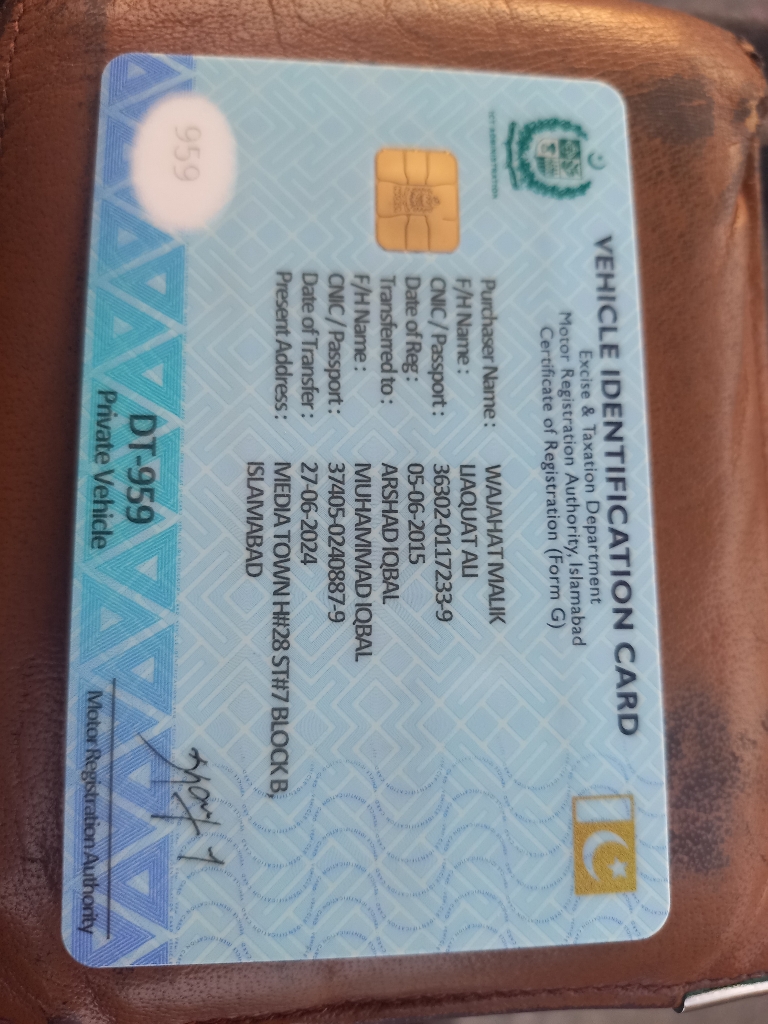 ICT ADMINISTRATION
VEHICLE IDENTIFICATION CARD
Excise & Taxation Department
Motor Registration Authority, Islamabad
Certificate of Registration (Form G)
Purchaser Name : WAJAHAT MALIK
F/H Name : LIAQUAT ALI
CNIC / Passport : 36302-0117233-9
Date of Reg : 05-06-2015
Transferred to : ARSHAD IQBAL
F/H Name : MUHAMMAD IQBAL
CNIC / Passport : 37405-0240887-9
Date of Transfer : 27-06-2024
Present Address : MEDIA TOWN H#28 ST#7 BLOCK B,
ISLAMABAD
959
DT-959
Private Vehicle
Motor Registration Authority